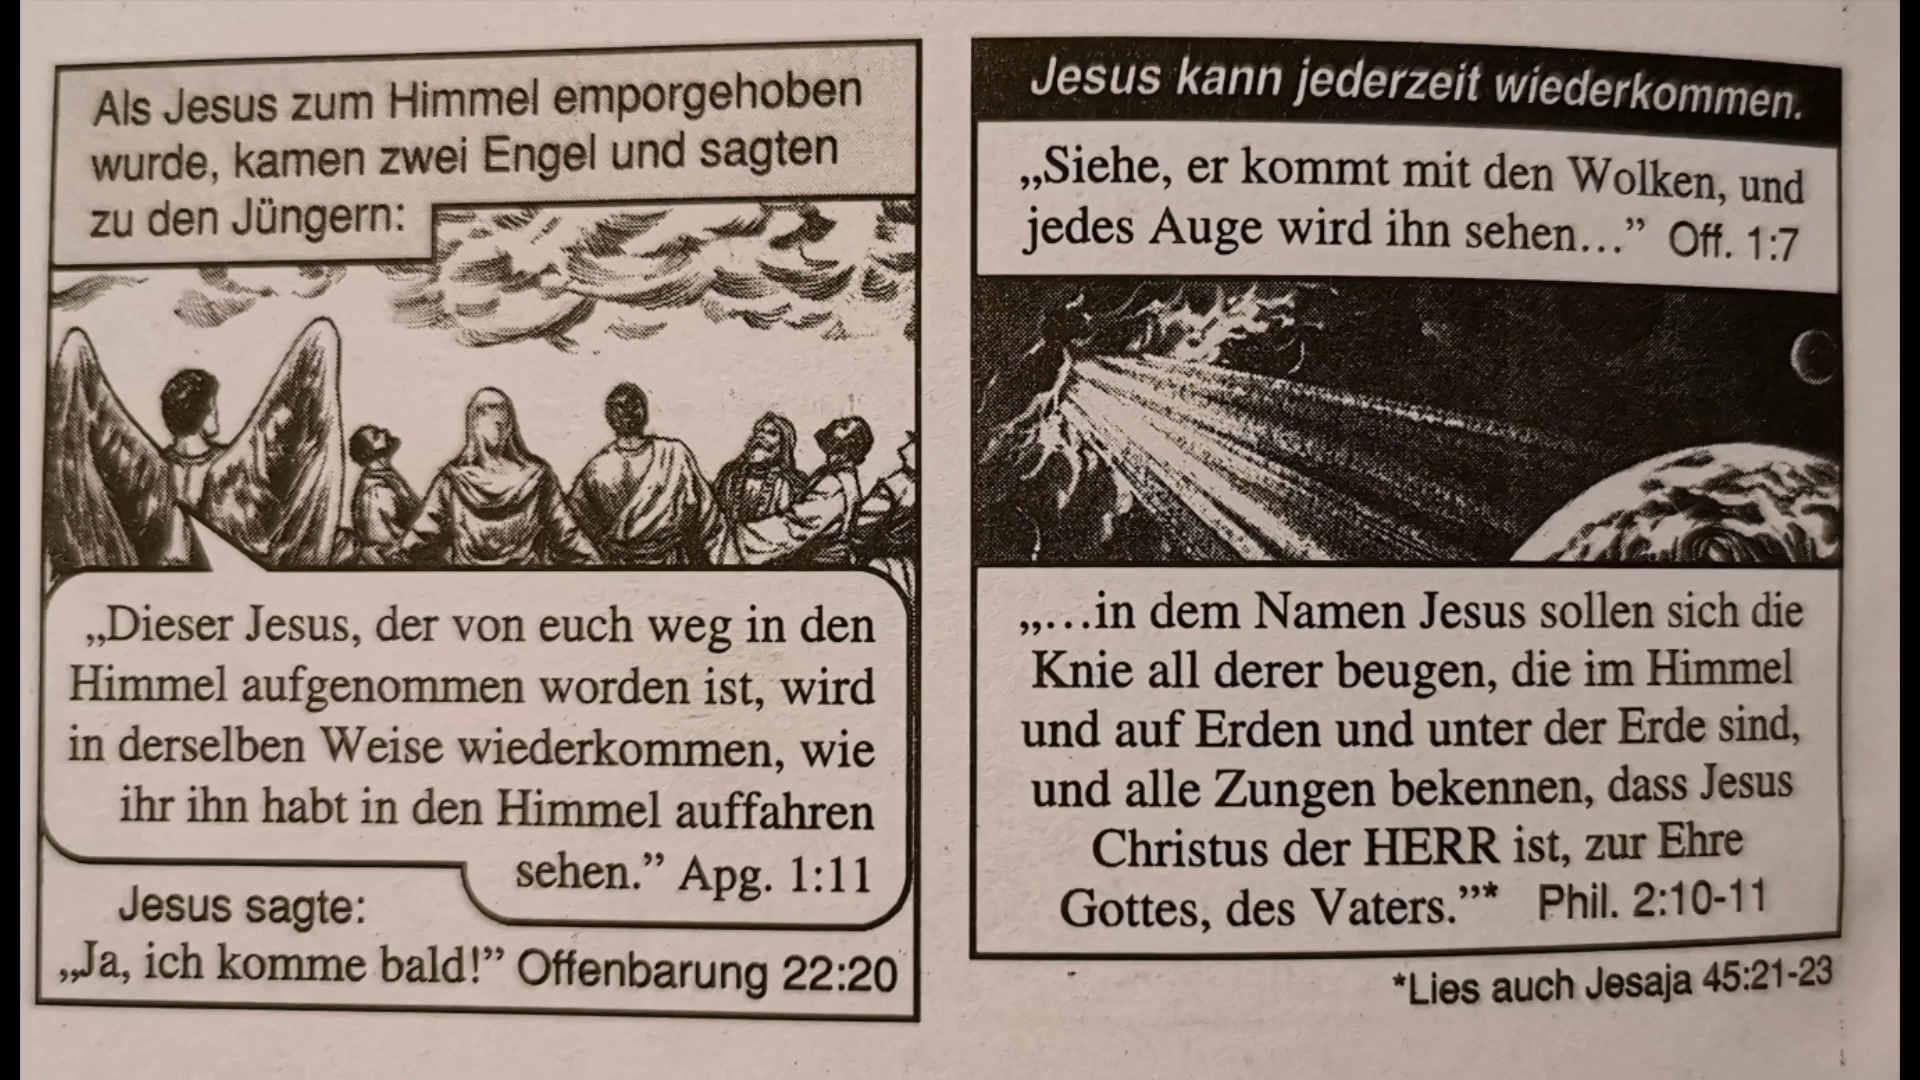 Als Jesus zum Himmel emporgehoben
wurde, kamen zwei Engel und sagten
zu den Jüngern:
„Dieser Jesus, der von euch weg in den
Himmel aufgenommen worden ist, wird
in derselben Weise wiederkommen, wie
ihr ihn habt in den Himmel auffahren
sehen.” Apg. 1:11
Jesus sagte:
„Ja, ich komme bald!” Offenbarung 22:20
Jesus kann jederzeit wiederkommen.
„Siehe, er kommt mit den Wolken, und
jedes Auge wird ihn sehen...” Off. 1:7
„...in dem Namen Jesus sollen sich die
Knie all derer beugen, die im Himmel
und auf Erden und unter der Erde sind,
und alle Zungen bekennen, dass Jesus
Christus der HERR ist, zur Ehre
Gottes, des Vaters.”* Phil. 2:10-11
*Lies auch Jesaja 45:21-23